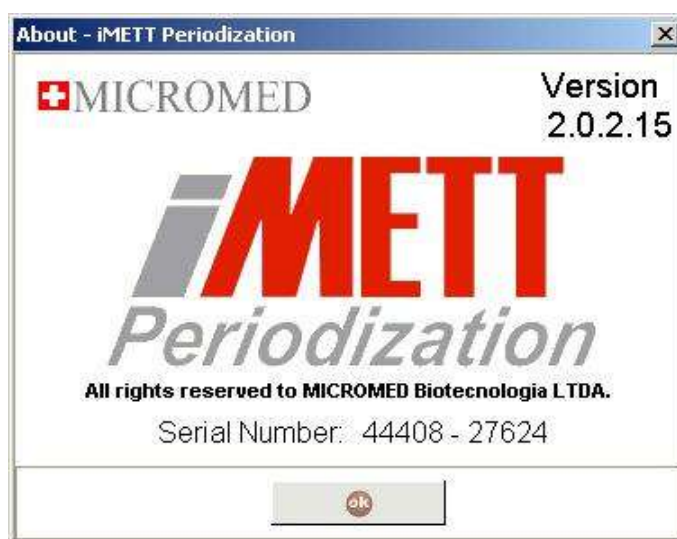 About - iMETT Periodization
MICROMED
Version
2.0.2.15
iMETT
Periodization
All rights reserved to MICROMED Biotecnologia LTDA.
Serial Number: 44408 - 27624
ok